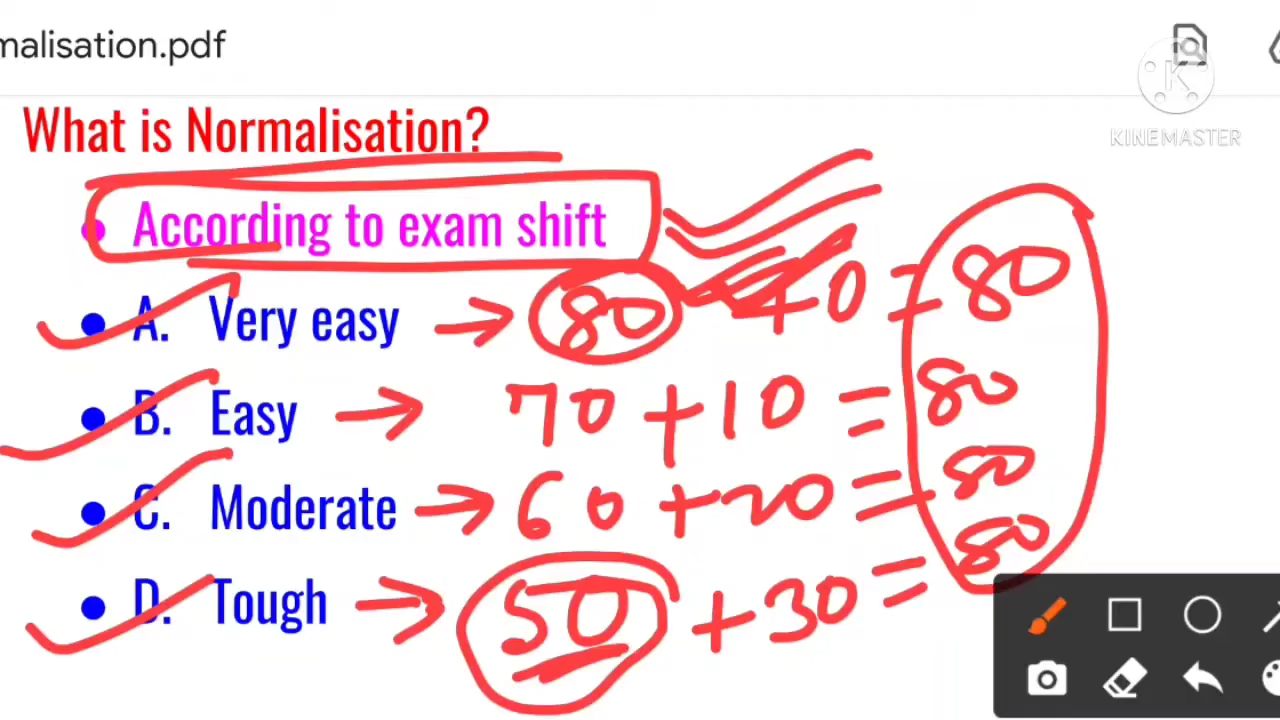 malisation.pdf
KINEMASTER
What is Normalisation?
• According to exam shift
• A. Very easy → 80 + 0 = 80
• B. Easy → 70 + 10 = 80
• C. Moderate → 60 + 20 = 80
• D. Tough → 50 + 30 = 80